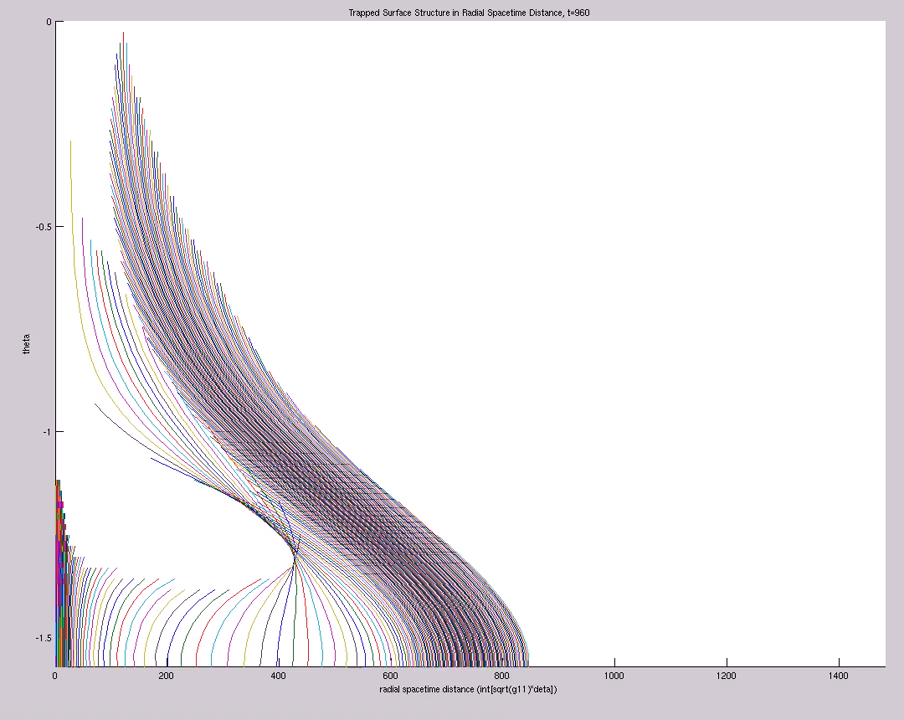 Trapped Surface Structure in Radial Spacetime Distance, t=960
0
-0.5
theta
-1
-1.5
0 200 400 600 800 1000 1200 1400
radial spacetime distance (int[sqrt(g11)*deta])